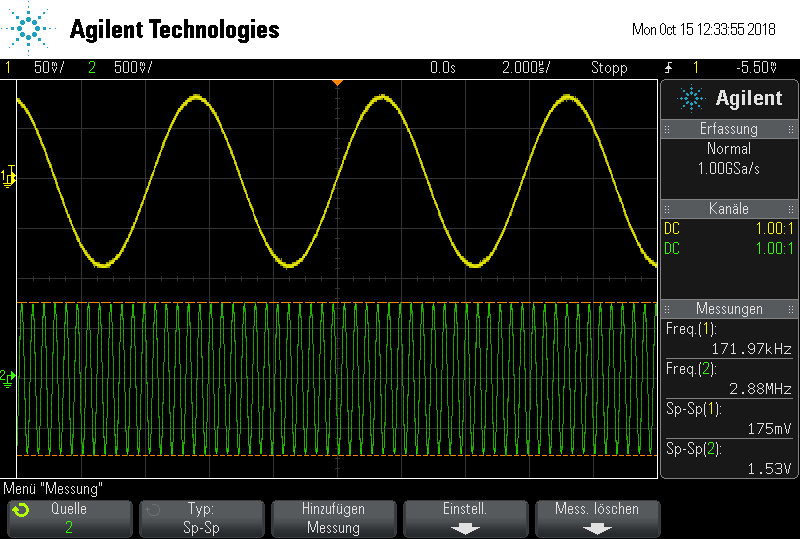 Agilent Technologies
Mon Oct 15 12:33:55 2018
1 50mV/ 2 500mV/ 0.0s 2.000us/ Stopp 1 -5.50mV
Agilent
Erfassung
Normal
1.00GSa/s
Kanäle
DC 1.00:1
DC 1.00:1
Messungen
Freq.(1):
171.97kHz
Freq.(2):
2.88MHz
Sp-Sp(1):
175mV
Sp-Sp(2):
1.53V
1 T
2
Menü "Messung"
Quelle
2
Typ:
Sp-Sp
Hinzufügen
Messung
Einstell.
Mess. löschen